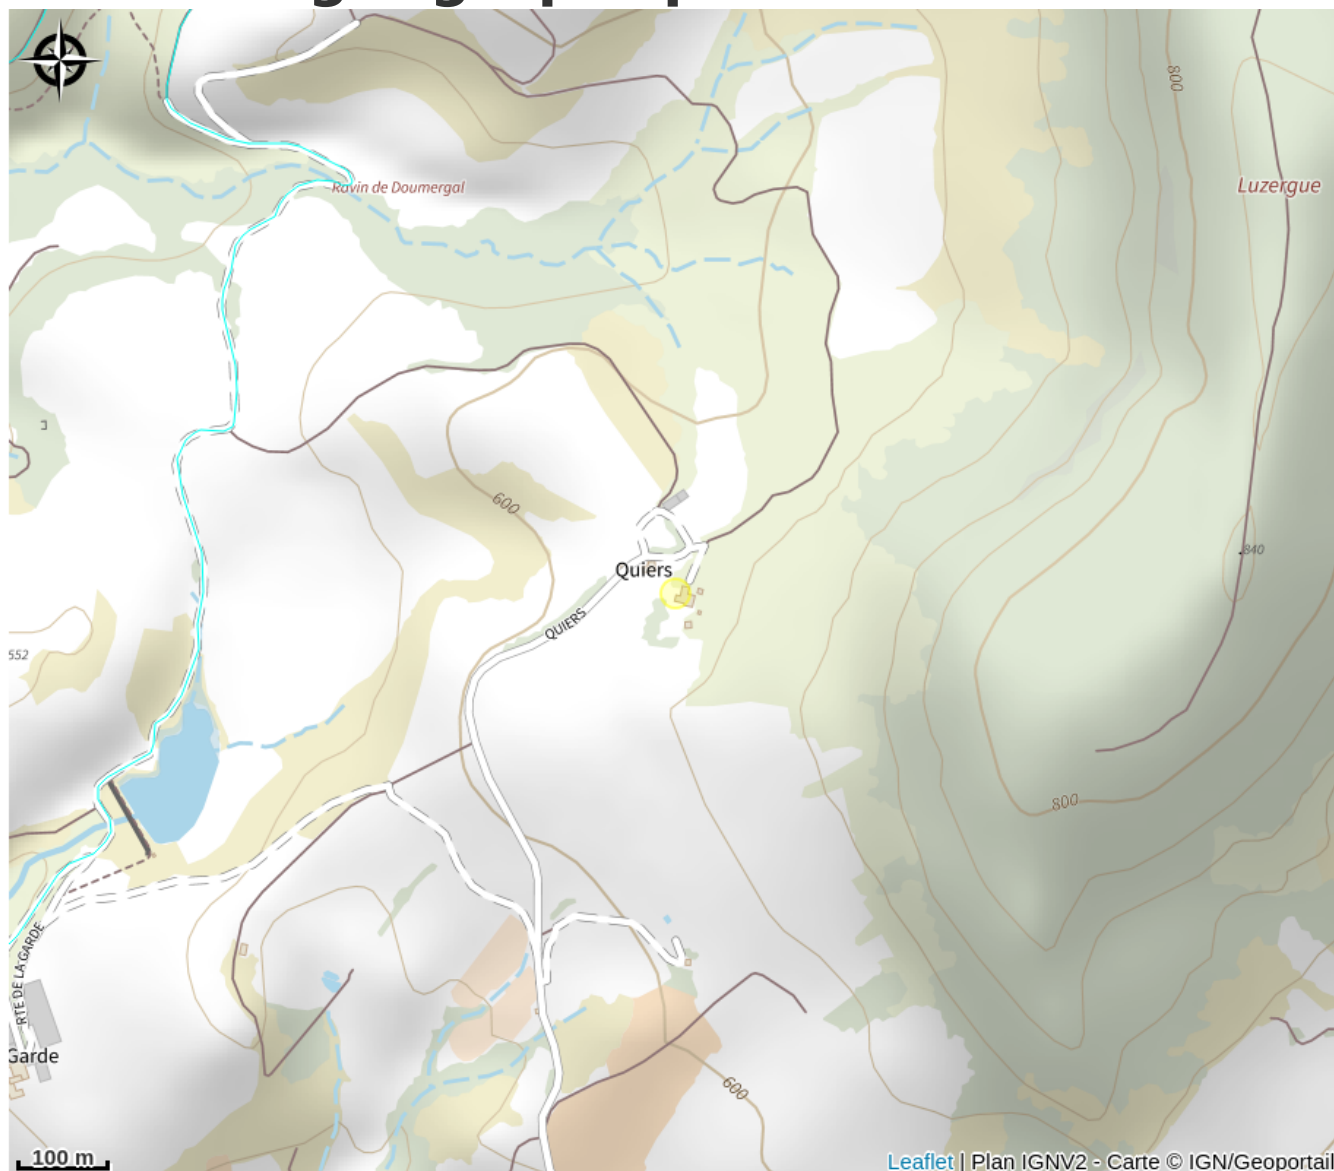 800
Ravin de Doumergal
Luzergue
600
840
Quiers
QUIERS
552
800
RTE DE LA GARDE
Garde
600
100 m
Leaflet | Plan IGNV2 - Carte © IGN/Geoportail